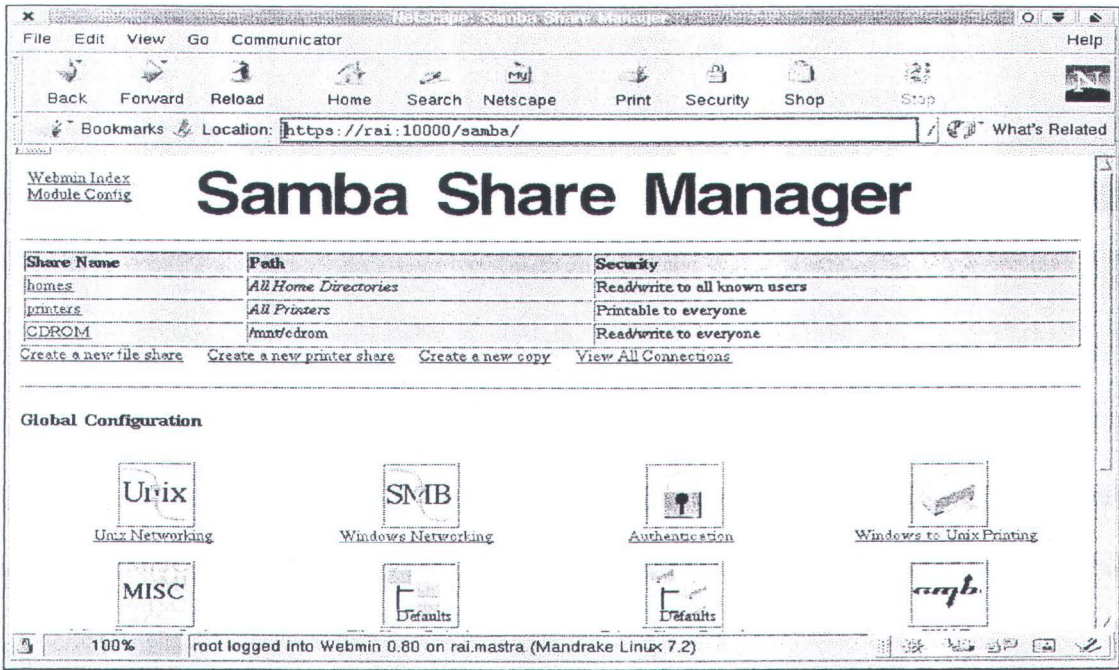 Netscape: Samba Share Manager
File Edit View Go Communicator Help
Back Forward Reload Home Search Netscape Print Security Shop Stop
My
N
Bookmarks Location: https://rai:10000/samba/ What's Related
Webmin Index
Module Config
Samba Share Manager
Share Name Path Security
homes All Home Directories Read/write to all known users
printers All Printers Printable to everyone
CDROM /mnt/cdrom Read/write to everyone
Create a new file share Create a new printer share Create a new copy View All Connections
Global Configuration
Unix SMB
Unix Networking Windows Networking Authentication Windows to Unix Printing
MISC Defaults Defaults
100% root logged into Webmin 0.80 on rai.mastra (Mandrake Linux 7.2)